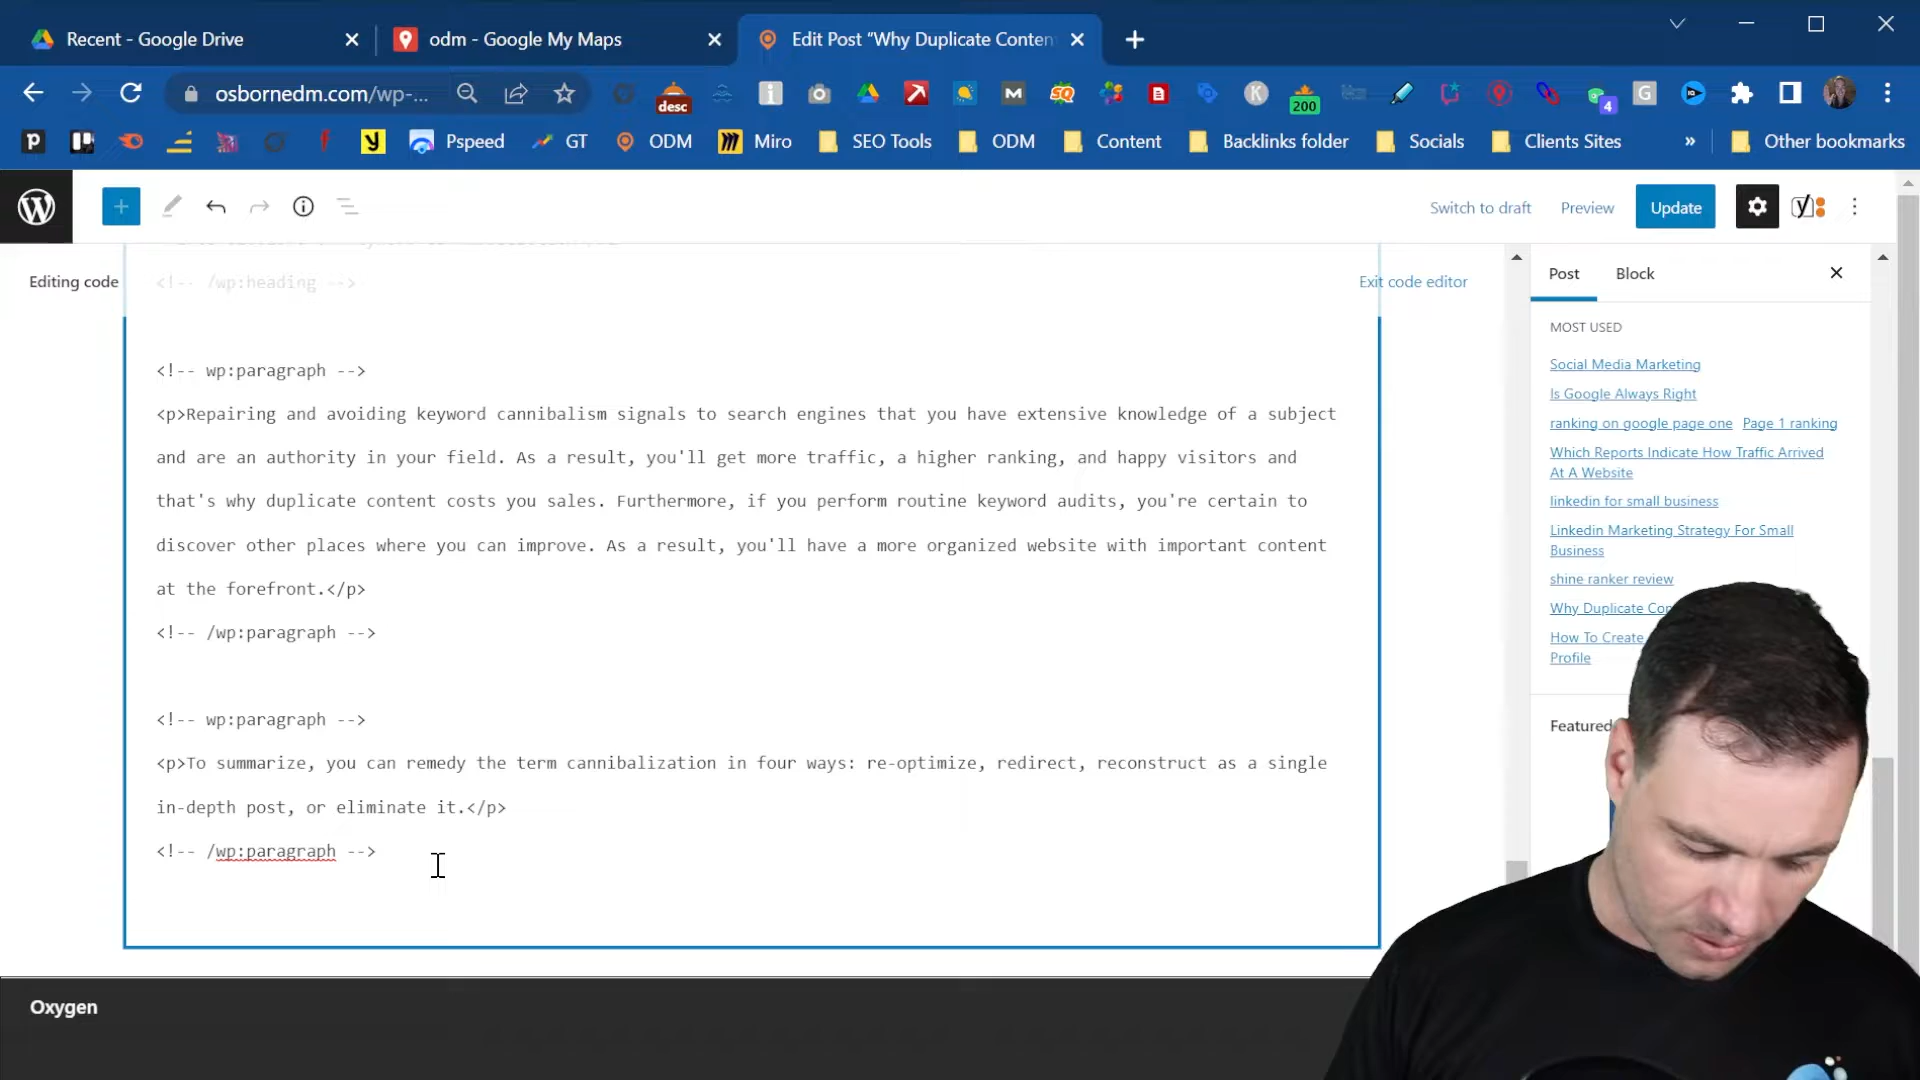 Recent - Google Drive
odm - Google My Maps
Edit Post "Why Duplicate Conten
osbornedm.com/wp-...
desc
200
4
Pspeed
GT
ODM
Miro
SEO Tools
ODM
Content
Backlinks folder
Socials
Clients Sites
»
Other bookmarks
Switch to draft
Preview
Update
Editing code
<!-- /wp:heading -->
Exit code editor
Post
Block
MOST USED
Social Media Marketing
Is Google Always Right
ranking on google page one
Page 1 ranking
Which Reports Indicate How Traffic Arrived
At A Website
linkedin for small business
Linkedin Marketing Strategy For Small
Business
shine ranker review
Why Duplicate Con
How To Create
Profile
Featured
<!-- wp:paragraph -->
<p>Repairing and avoiding keyword cannibalism signals to search engines that you have extensive knowledge of a subject
and are an authority in your field. As a result, you'll get more traffic, a higher ranking, and happy visitors and
that's why duplicate content costs you sales. Furthermore, if you perform routine keyword audits, you're certain to
discover other places where you can improve. As a result, you'll have a more organized website with important content
at the forefront.</p>
<!-- /wp:paragraph -->
<!-- wp:paragraph -->
<p>To summarize, you can remedy the term cannibalization in four ways: re-optimize, redirect, reconstruct as a single
in-depth post, or eliminate it.</p>
<!-- /wp:paragraph -->
Oxygen